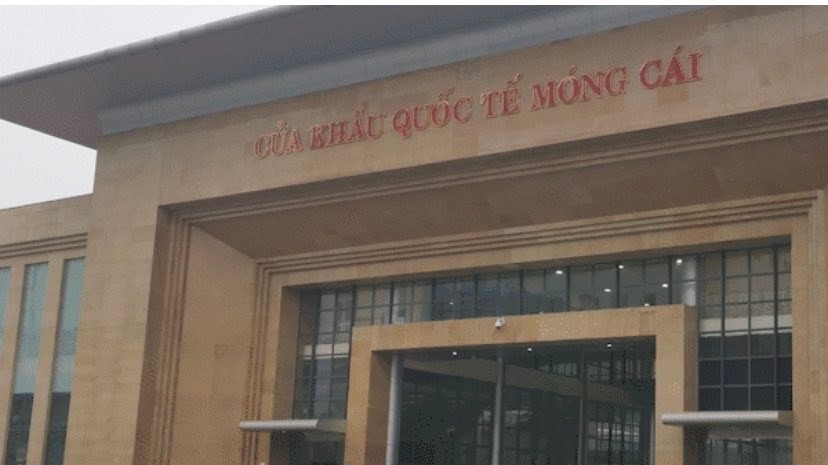 CỬA KHẨU QUỐC TẾ MÓNG CÁI